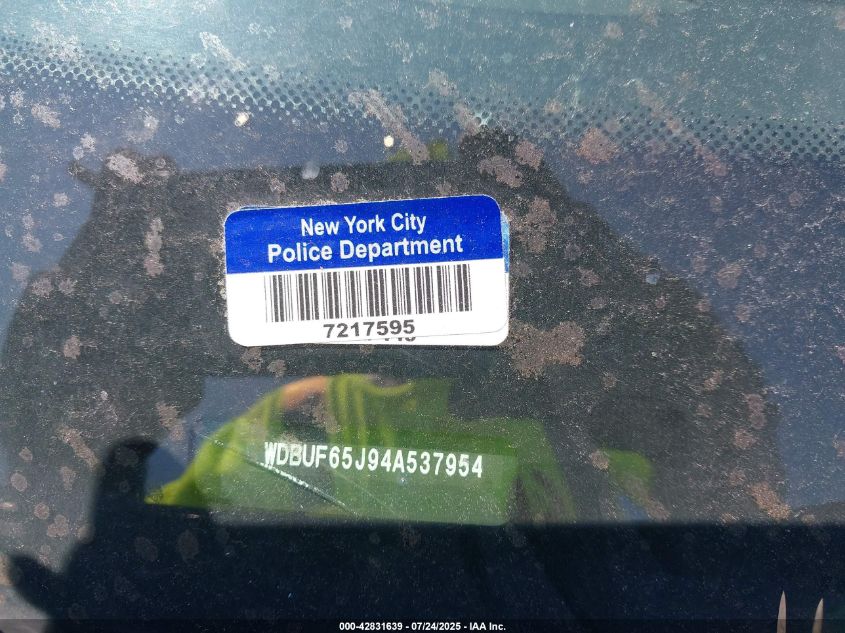 New York City
Police Department
7217595
WDBUF65J94A537954
000-42831639 - 07/24/2025 - IAA Inc.